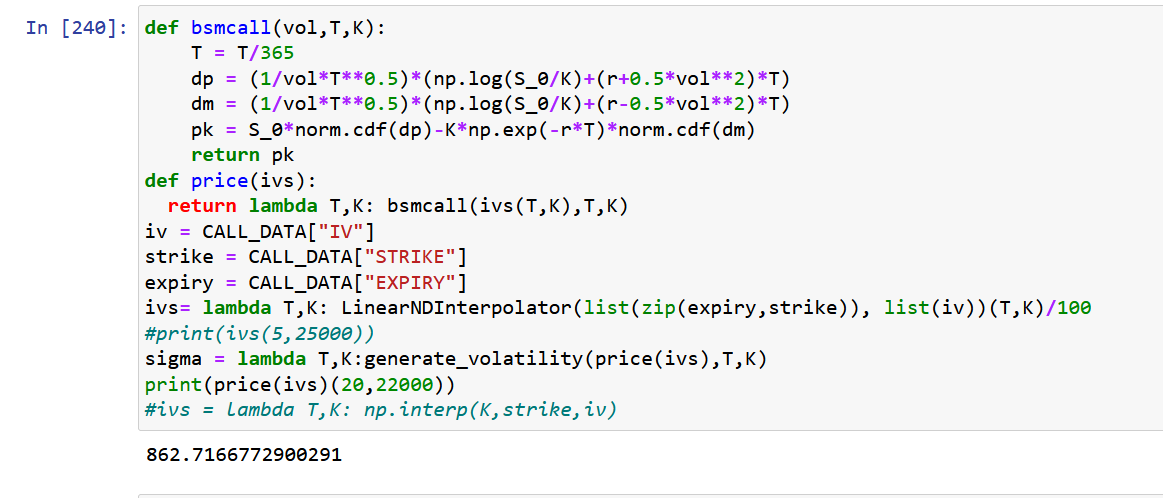 In [240]: def bsmcall(vol,T,K):
    T = T/365
    dp = (1/vol*T**0.5)*(np.log(S_0/K)+(r+0.5*vol**2)*T)
    dm = (1/vol*T**0.5)*(np.log(S_0/K)+(r-0.5*vol**2)*T)
    pk = S_0*norm.cdf(dp)-K*np.exp(-r*T)*norm.cdf(dm)
    return pk
def price(ivs):
  return lambda T,K: bsmcall(ivs(T,K),T,K)
iv = CALL_DATA["IV"]
strike = CALL_DATA["STRIKE"]
expiry = CALL_DATA["EXPIRY"]
ivs= lambda T,K: LinearNDInterpolator(list(zip(expiry,strike)), list(iv))(T,K)/100
#print(ivs(5,25000))
sigma = lambda T,K:generate_volatility(price(ivs),T,K)
print(price(ivs)(20,22000))
#ivs = lambda T,K: np.interp(K,strike,iv)
862.7166772900291